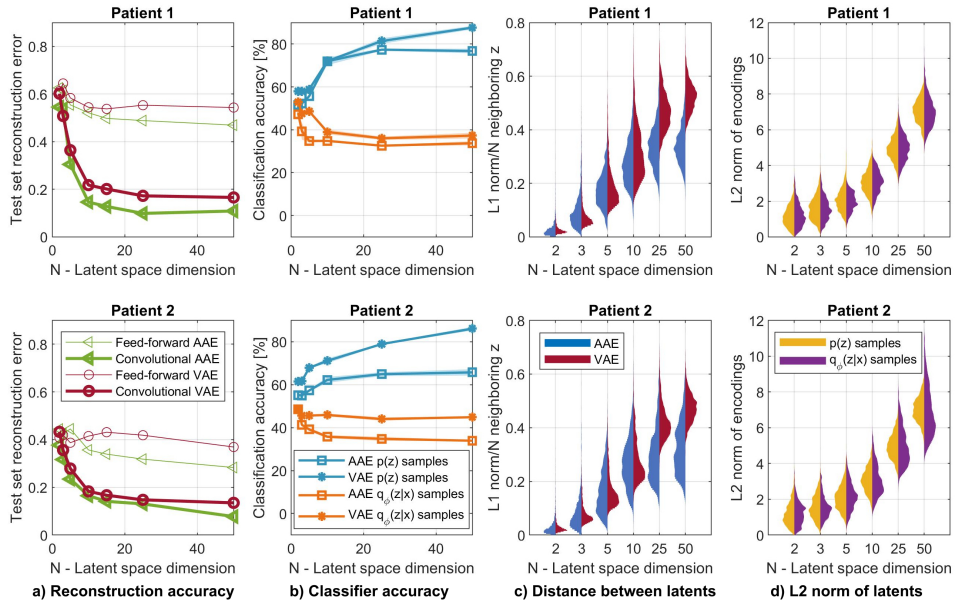 Patient 1
Test set reconstruction error
0.8
0.6
0.4
0.2
0
0 20 40
N - Latent space dimension
Patient 1
Classification accuracy [%]
80
60
40
20
0
0 20 40
N - Latent space dimension
Patient 1
L1 norm/N neighboring z
0.8
0.6
0.4
0.2
0
2 3 5 10 25 50
N - Latent space dimension
Patient 1
L2 norm of encodings
12
10
8
6
4
2
0
2 3 5 10 25 50
N - Latent space dimension
Patient 2
Test set reconstruction error
0.8
0.6
0.4
0.2
0
Feed-forward AAE
Convolutional AAE
Feed-forward VAE
Convolutional VAE
0 20 40
N - Latent space dimension
a) Reconstruction accuracy
Patient 2
Classification accuracy [%]
80
60
40
20
0
AAE p(z) samples
VAE p(z) samples
AAE qϕ(z|x) samples
VAE qϕ(z|x) samples
0 20 40
N - Latent space dimension
b) Classifier accuracy
Patient 2
L1 norm/N neighboring z
0.8
0.6
0.4
0.2
0
AAE
VAE
2 3 5 10 25 50
N - Latent space dimension
c) Distance between latents
Patient 2
L2 norm of encodings
12
10
8
6
4
2
0
p(z) samples
qϕ(z|x) samples
2 3 5 10 25 50
N - Latent space dimension
d) L2 norm of latents